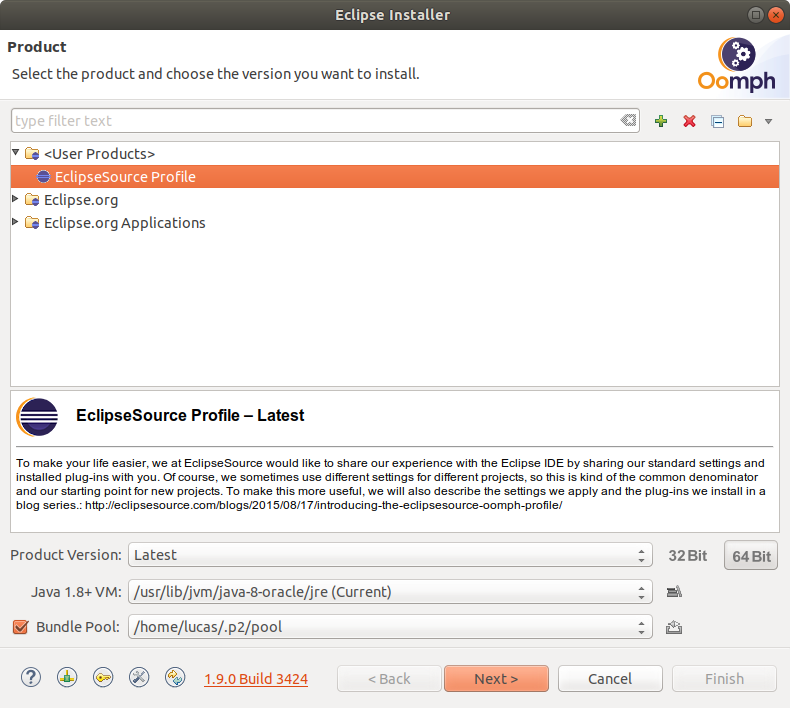 Eclipse Installer
Product
Select the product and choose the version you want to install.
Oomph
type filter text
<User Products>
EclipseSource Profile
Eclipse.org
Eclipse.org Applications
EclipseSource Profile – Latest
To make your life easier, we at EclipseSource would like to share our experience with the Eclipse IDE by sharing our standard settings and
installed plug-ins with you. Of course, we sometimes use different settings for different projects, so this is kind of the common denominator
and our starting point for new projects. To make this more useful, we will also describe the settings we apply and the plug-ins we install in a
blog series.: http://eclipsesource.com/blogs/2015/08/17/introducing-the-eclipsesource-oomph-profile/
Product Version: Latest 32 Bit 64 Bit
Java 1.8+ VM: /usr/lib/jvm/java-8-oracle/jre (Current)
Bundle Pool: /home/lucas/.p2/pool
? 1.9.0 Build 3424 < Back Next > Cancel Finish